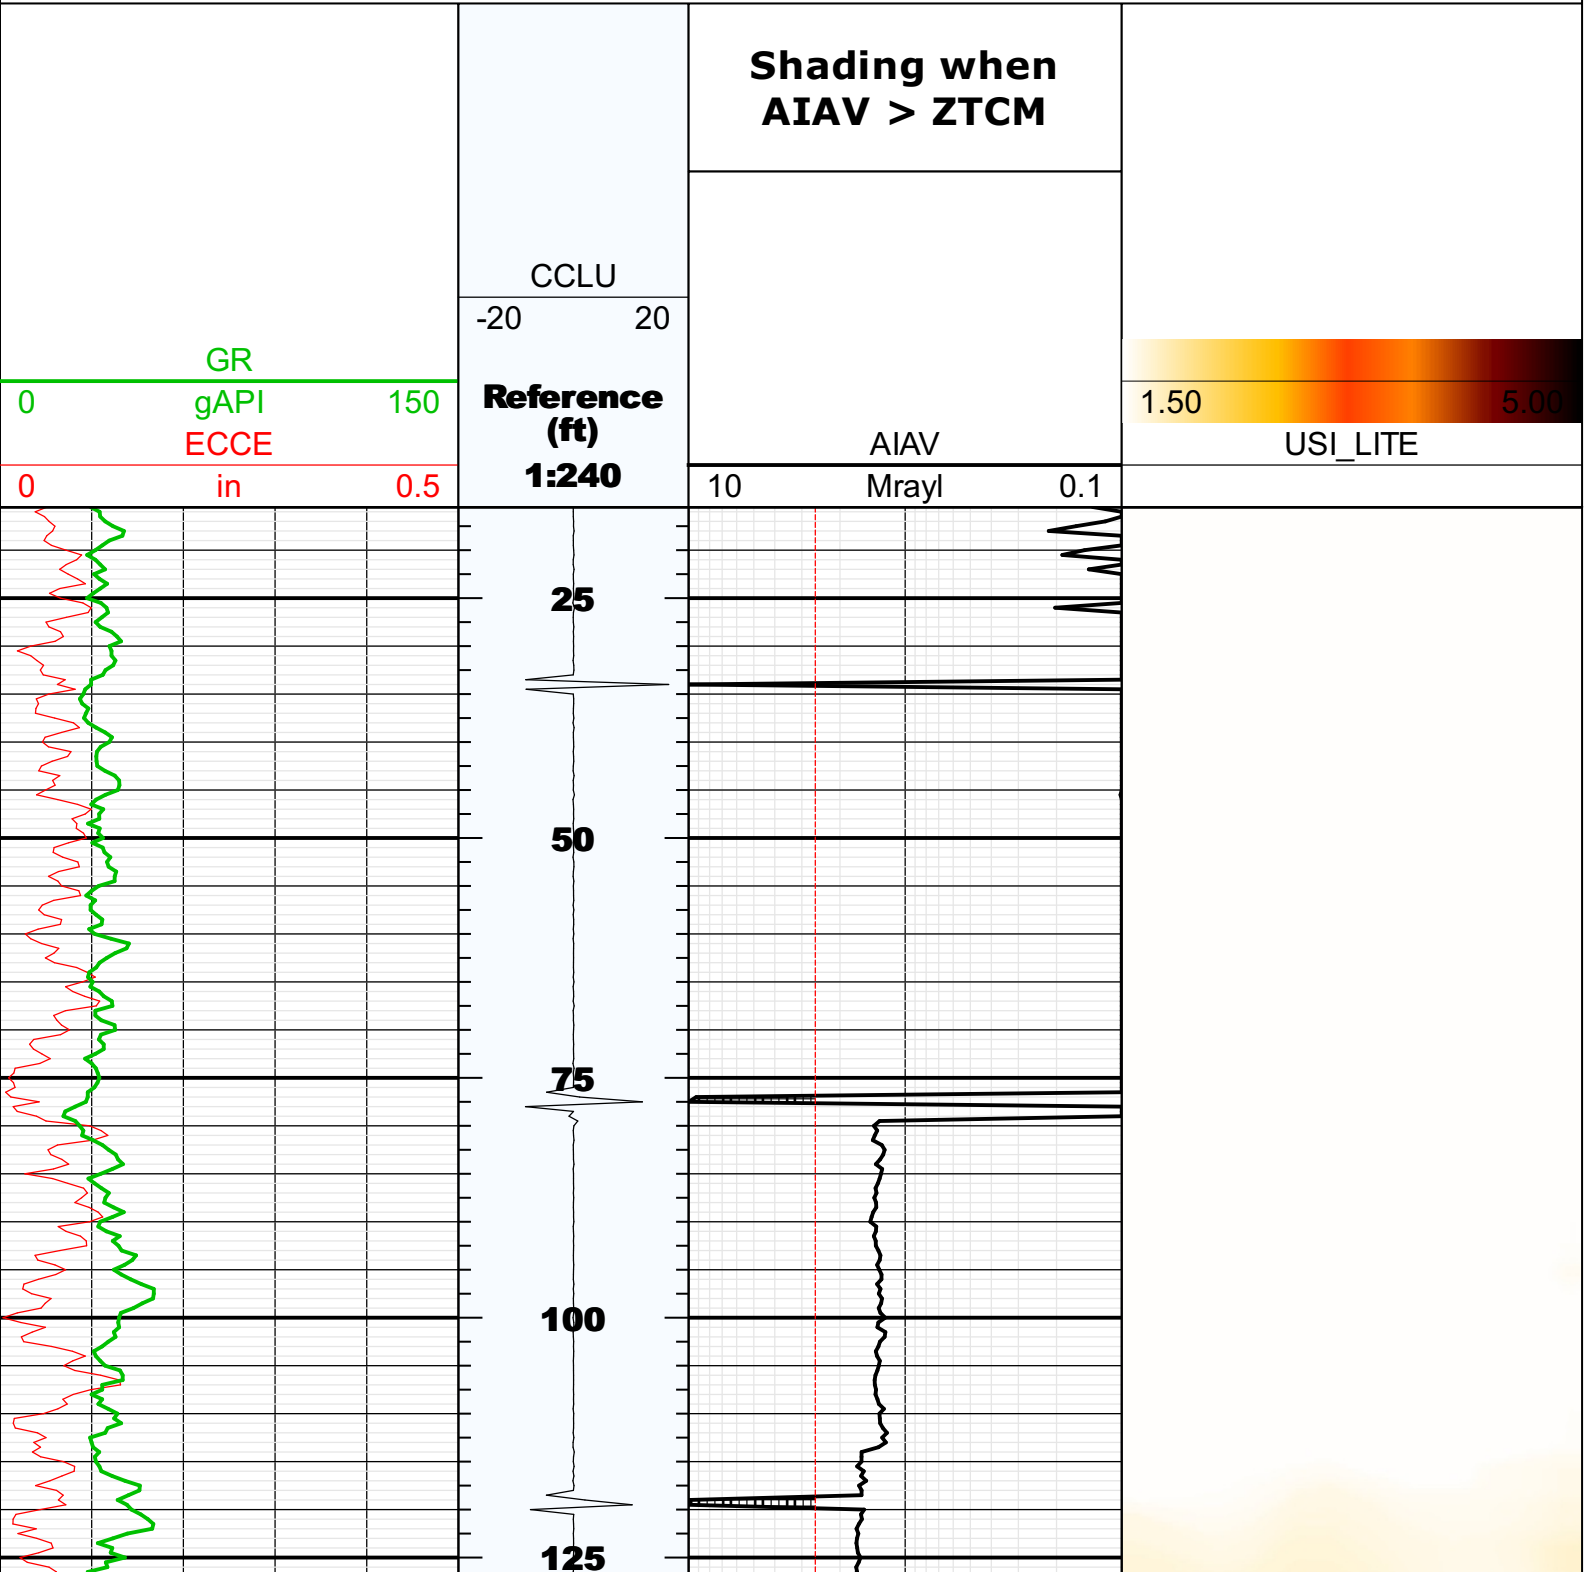 Shading when
AIAV > ZTCM
CCLU
-20 20
GR
0 gAPI 150
ECCE
0 in 0.5
Reference
(ft)
1:240
AIAV
10 Mrayl 0.1
1.50 5.00
USI_LITE
25
50
75
100
125